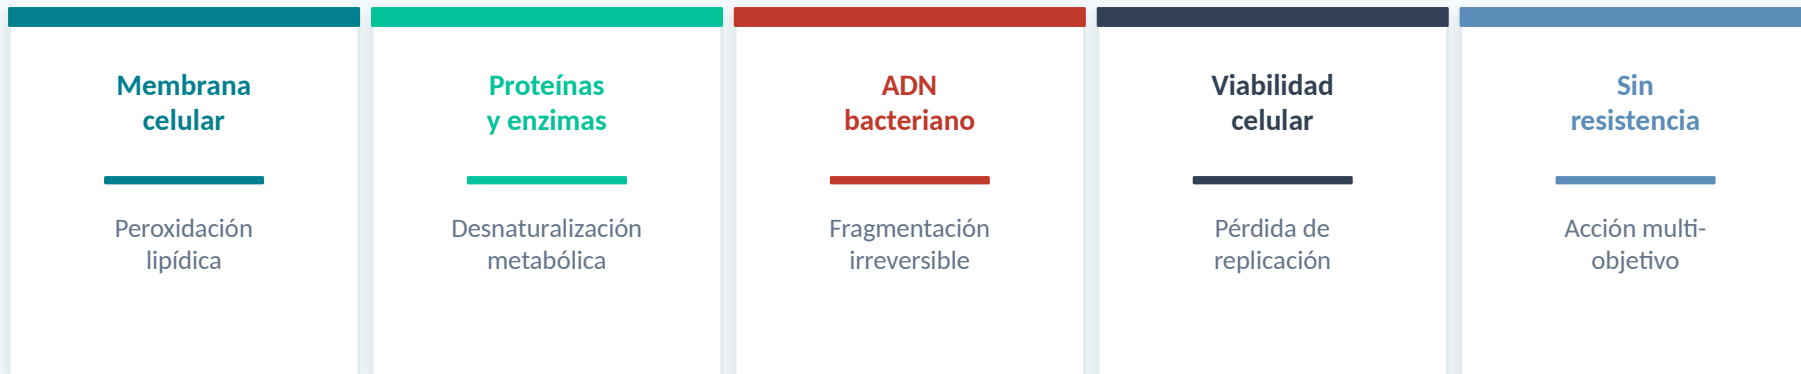 Membrana
celular
Peroxidación
lipídica
Proteínas
y enzimas
Desnaturalización
metabólica
ADN
bacteriano
Fragmentación
irreversible
Viabilidad
celular
Pérdida de
replicación
Sin
resistencia
Acción multi-
objetivo